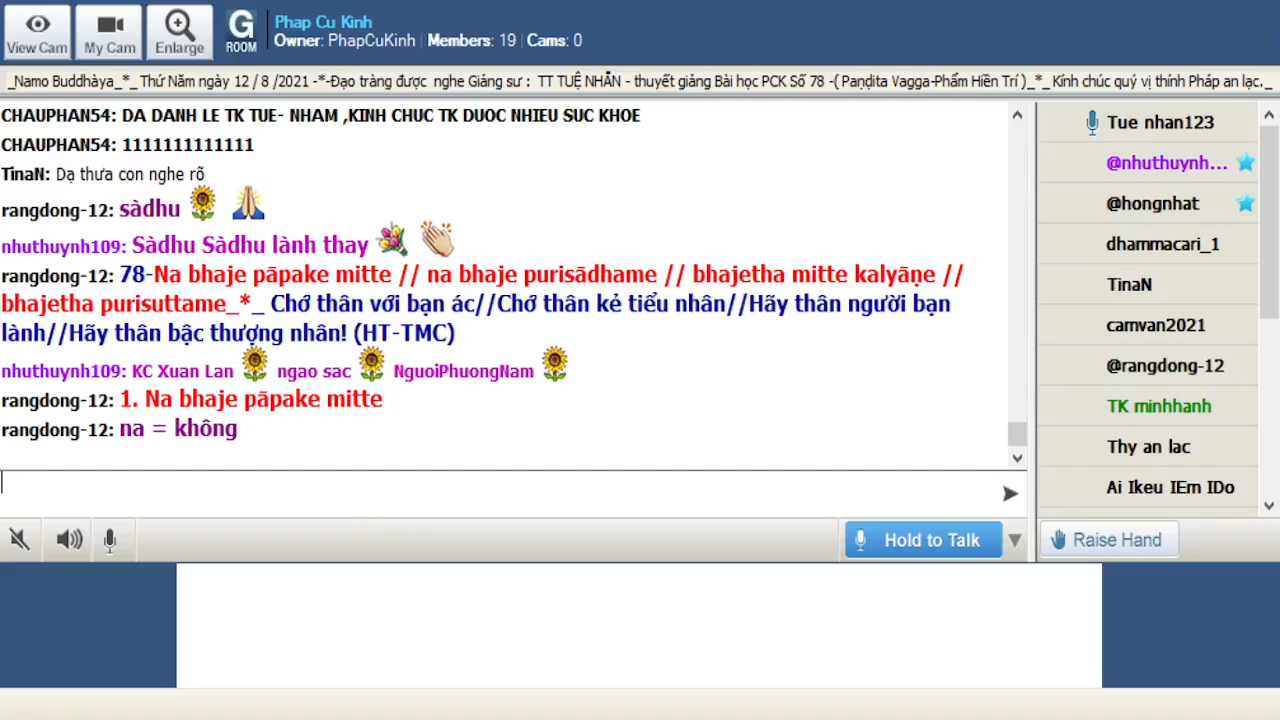 View Cam
My Cam
Enlarge
G
ROOM
Phap Cu Kinh
Owner: PhapCuKinh | Members: 19 | Cams: 0
_Namo Buddhàya_*_ Thứ Năm ngày 12 / 8 /2021 -*-Đạo tràng được nghe Giảng sư : TT TUỆ NHẪN - thuyết giảng Bài học PCK Số 78 -( Paṇḍita Vagga-Phẩm Hiền Trí )_*_ Kính chúc quý vị thính Pháp an lạc._
CHAUPHAN54: DA DANH LE TK TUE- NHAM ,KINH CHUC TK DUOC NHIEU SUC KHOE
CHAUPHAN54: 1111111111111
TinaN: Dạ thưa con nghe rõ
rangdong-12: sàdhu
nhuthuynh109: Sàdhu Sàdhu lành thay
rangdong-12: 78-Na bhaje pāpake mitte // na bhaje purisādhame // bhajetha mitte kalyāṇe //
bhajetha purisuttame_*_ Chớ thân với bạn ác//Chớ thân kẻ tiểu nhân//Hãy thân người bạn
lành//Hãy thân bậc thượng nhân! (HT-TMC)
nhuthuynh109: KC Xuan Lan ngao sac NguoiPhuongNam
rangdong-12: 1. Na bhaje pāpake mitte
rangdong-12: na = không
Tue nhan123
@nhuthuynh...
@hongnhat
dhammacari_1
TinaN
camvan2021
@rangdong-12
TK minhhanh
Thy an lac
Ai Ikeu IEm IDo
Hold to Talk
Raise Hand